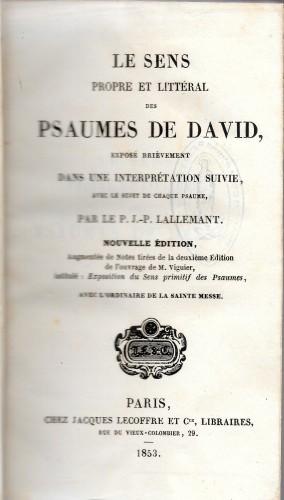 LE SENS
PROPRE ET LITTÉRAL
DES
PSAUMES DE DAVID,
EXPOSÉ BRIÈVEMENT
DANS UNE INTERPRÉTATION SUIVIE,
AVEC LE SUJET DE CHAQUE PSAUME,
PAR LE P. J.-P. LALLEMANT.
NOUVELLE ÉDITION,
Augmentée de Notes tirées de la deuxième Édition
de l'ouvrage de M. Viguier,
intitulé : Exposition du Sens primitif des Psaumes,
AVEC L'ORDINAIRE DE LA SAINTE MESSE.
PARIS,
CHEZ JACQUES LECOFFRE ET Cie, LIBRAIRES,
RUE DU VIEUX-COLOMBIER, 29.
1853.